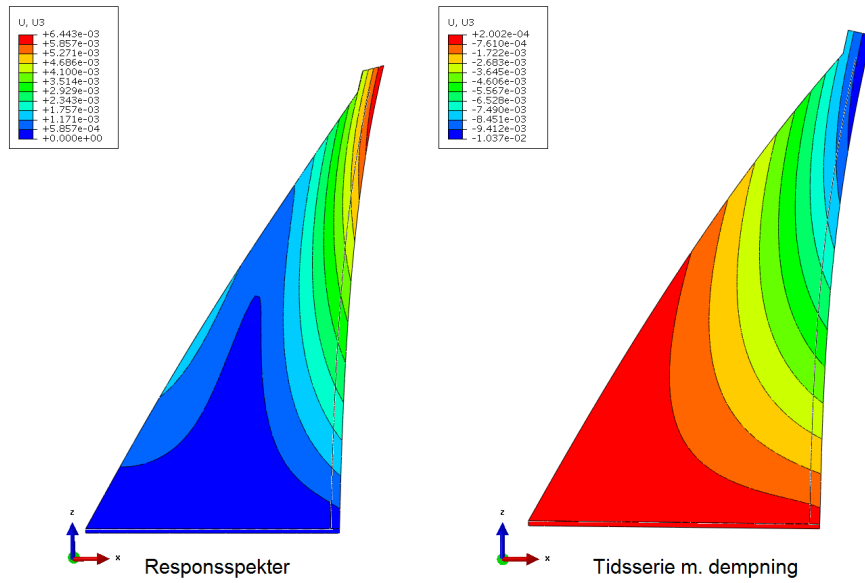 U, U3
+6.443e-03
+5.857e-03
+5.271e-03
+4.686e-03
+4.100e-03
+3.514e-03
+2.929e-03
+2.343e-03
+1.757e-03
+1.171e-03
+5.857e-04
+0.000e+00
z
x
Responsspekter
U, U3
+2.002e-04
-7.610e-04
-1.722e-03
-2.683e-03
-3.645e-03
-4.606e-03
-5.567e-03
-6.528e-03
-7.490e-03
-8.451e-03
-9.412e-03
-1.037e-02
z
x
Tidsserie m. dempning